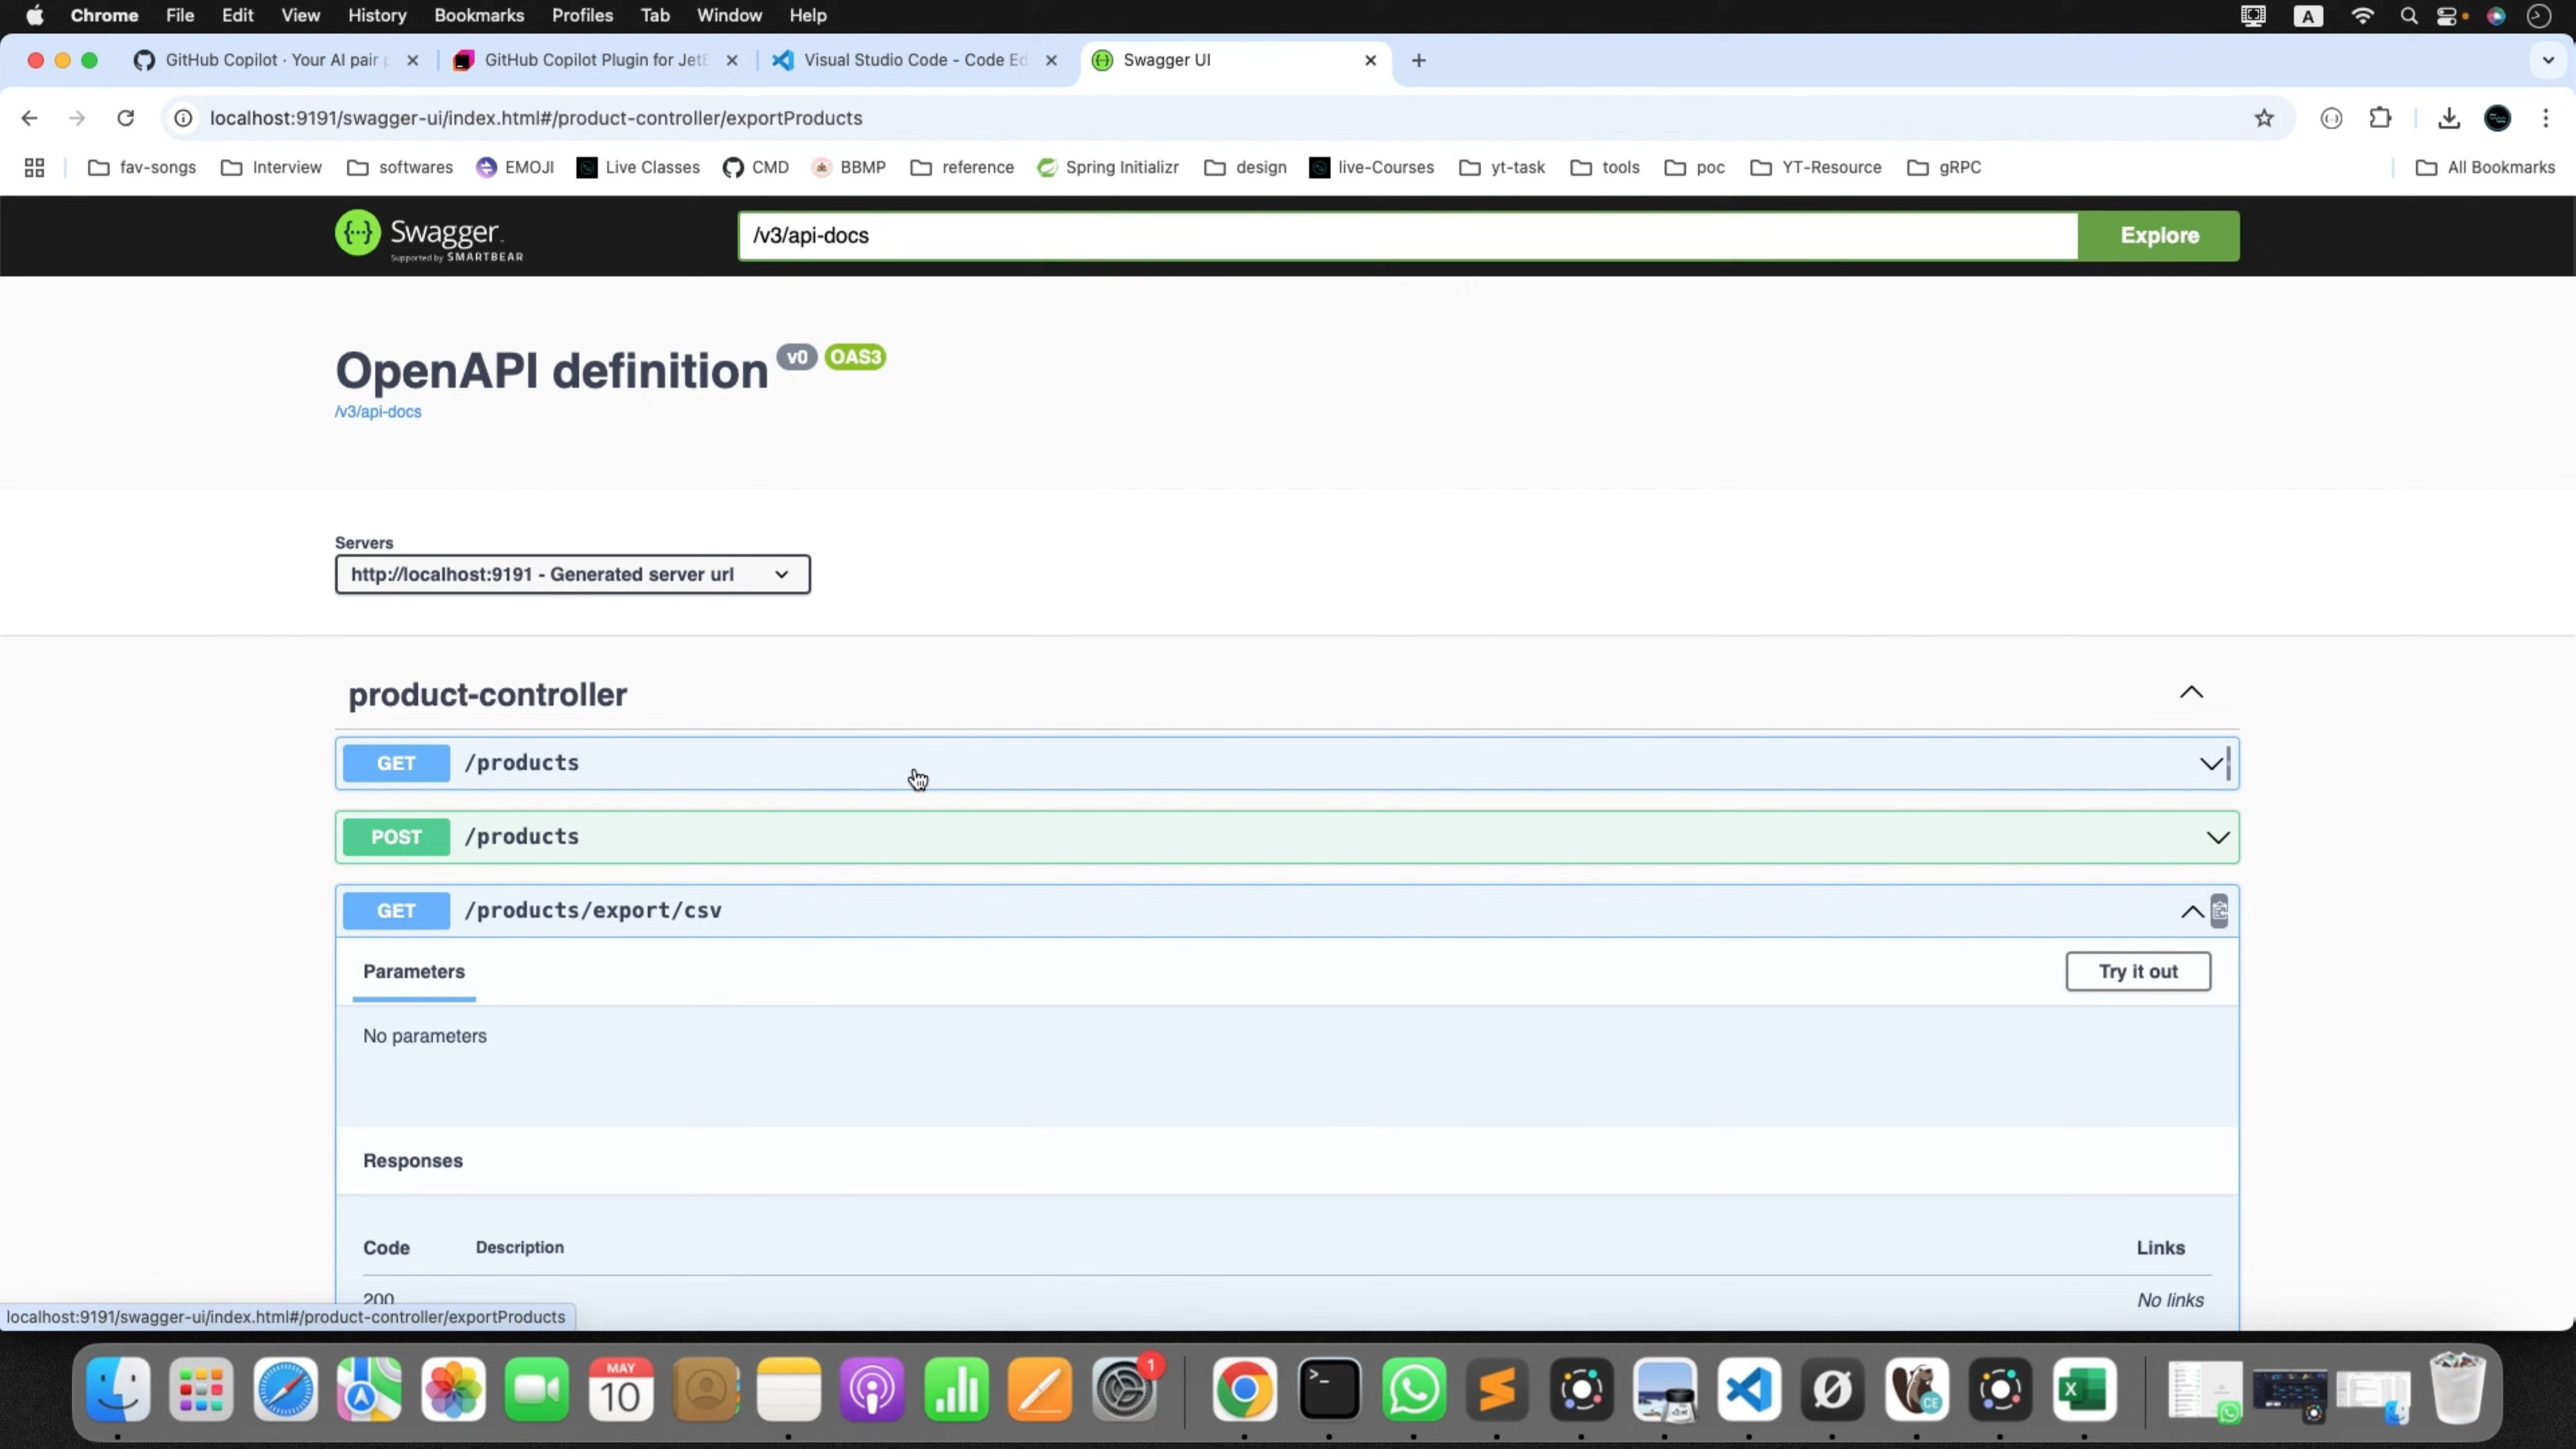 Chrome File Edit View History Bookmarks Profiles Tab Window Help A
GitHub Copilot · Your AI pair p GitHub Copilot Plugin for JetB Visual Studio Code - Code Ed Swagger UI
localhost:9191/swagger-ui/index.html#/product-controller/exportProducts
fav-songs Interview softwares EMOJI Live Classes CMD BBMP reference Spring Initializr design live-Courses yt-task tools poc YT-Resource gRPC All Bookmarks
Swagger /v3/api-docs Explore
Supported by SMARTBEAR
OpenAPI definition v0 OAS3
/v3/api-docs
Servers
http://localhost:9191 - Generated server url
product-controller
GET /products
POST /products
GET /products/export/csv
Parameters Try it out
No parameters
Responses
Code Description Links
200 No links
localhost:9191/swagger-ui/index.html#/product-controller/exportProducts
MAY
10
1
CE
X